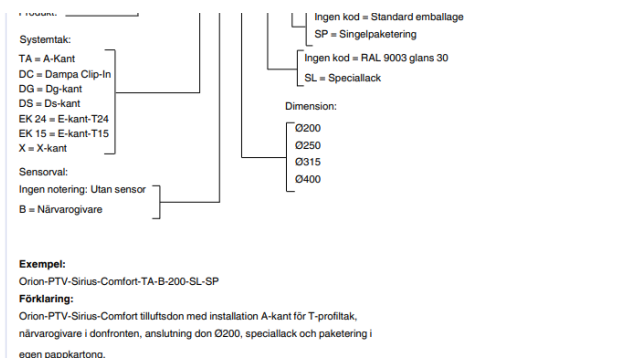 Produkt:
Ingen kod = Standard emballage
SP = Singelpaketering
Systemtak:
TA = A-Kant
DC = Dampa Clip-In
DG = Dg-kant
DS = Ds-kant
EK 24 = E-kant-T24
EK 15 = E-kant-T15
X = X-kant
Ingen kod = RAL 9003 glans 30
SL = Speciallack
Dimension:
Ø200
Ø250
Ø315
Ø400
Sensorval:
Ingen notering: Utan sensor
B = Närvarogivare
Exempel:
Orion-PTV-Sirius-Comfort-TA-B-200-SL-SP
Förklaring:
Orion-PTV-Sirius-Comfort tilluftsdon med installation A-kant för T-profiltak,
närvarogivare i donfronten, anslutning don Ø200, speciallack och paketering i
egen pappkartong.